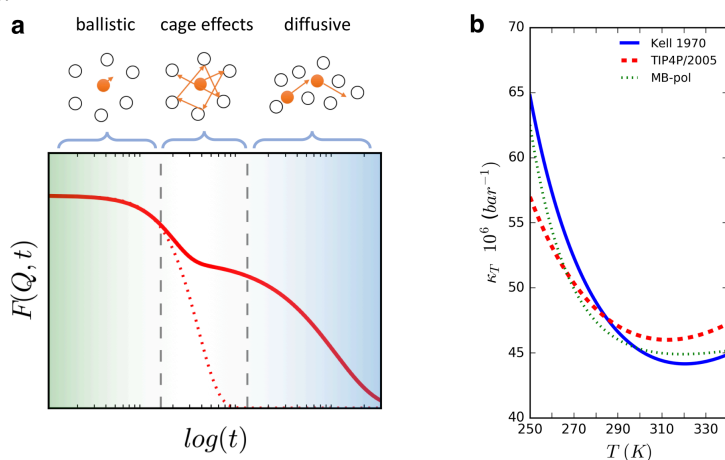 a
ballistic cage effects diffusive
F(Q, t)
log(t)
b
70
65
60
55
50
45
40
κ_T 10^6 (bar^−1)
Kell 1970
TIP4P/2005
MB-pol
250 270 290 310 330
T (K)